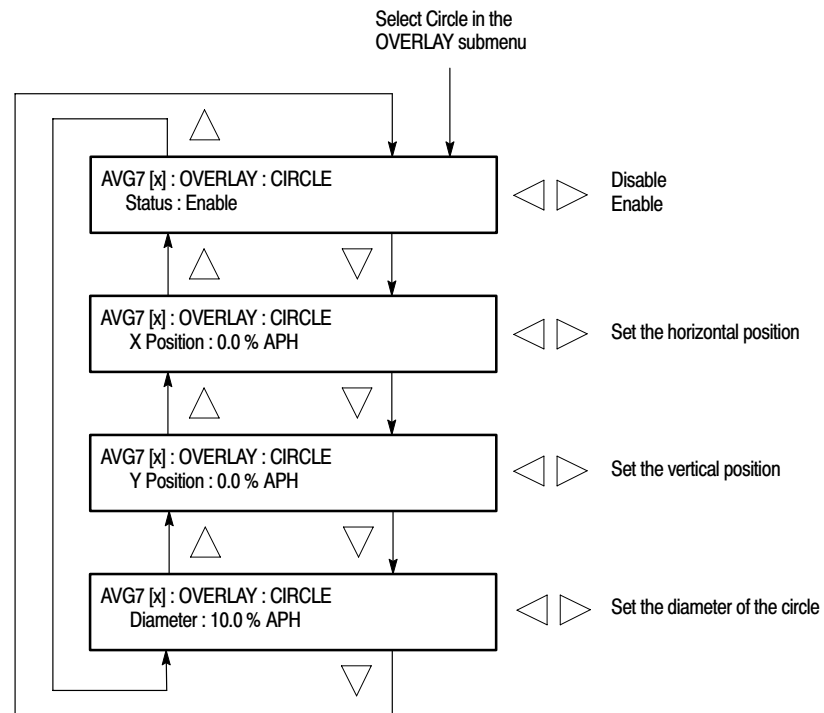 Select Circle in the
OVERLAY submenu
AVG7 [x] : OVERLAY : CIRCLE
Status : Enable
Disable
Enable
AVG7 [x] : OVERLAY : CIRCLE
X Position : 0.0 % APH
Set the horizontal position
AVG7 [x] : OVERLAY : CIRCLE
Y Position : 0.0 % APH
Set the vertical position
AVG7 [x] : OVERLAY : CIRCLE
Diameter : 10.0 % APH
Set the diameter of the circle